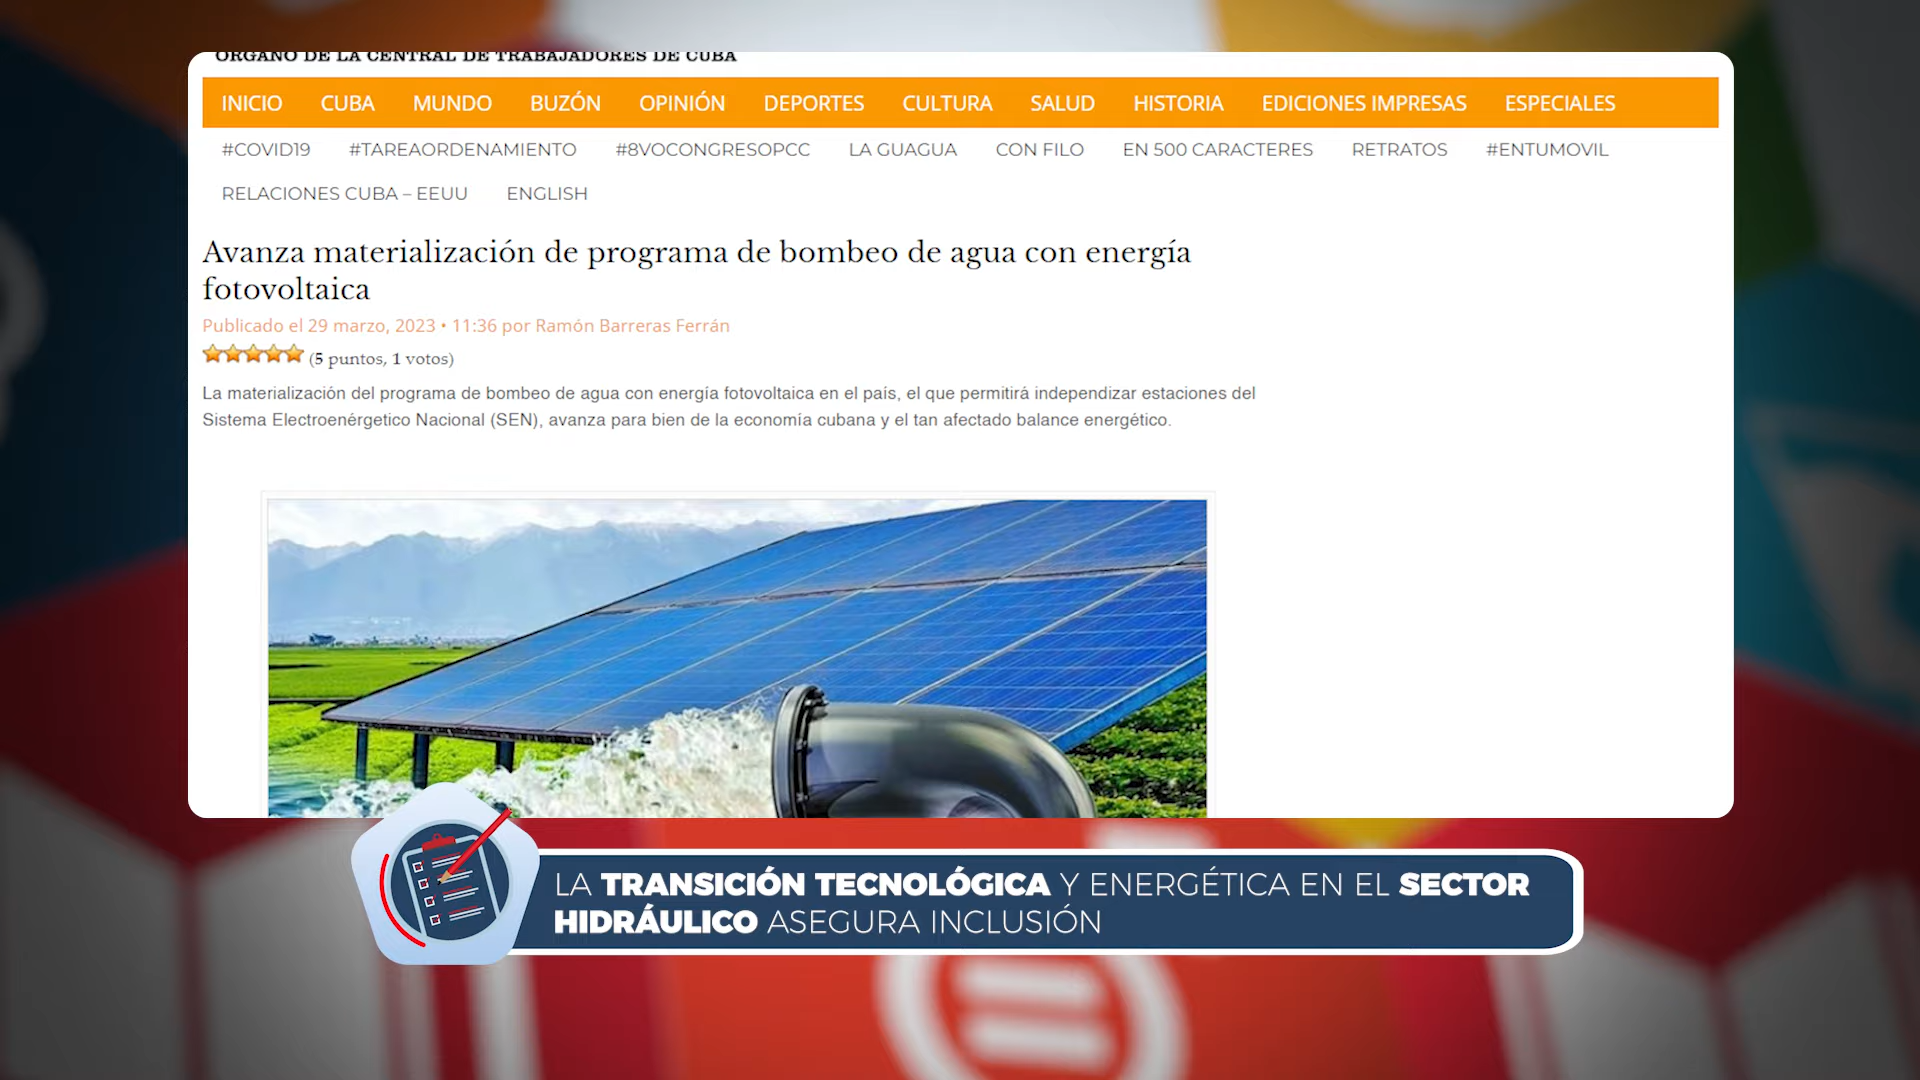 ÓRGANO DE LA CENTRAL DE TRABAJADORES DE CUBA
INICIO CUBA MUNDO BUZÓN OPINIÓN DEPORTES CULTURA SALUD HISTORIA EDICIONES IMPRESAS ESPECIALES
#COVID19 #TAREAORDENAMIENTO #8VOCONGRESOPCC LA GUAGUA CON FILO EN 500 CARACTERES RETRATOS #ENTUMOVIL
RELACIONES CUBA – EEUU ENGLISH
Avanza materialización de programa de bombeo de agua con energía
fotovoltaica
Publicado el 29 marzo, 2023 • 11:36 por Ramón Barreras Ferrán
(5 puntos, 1 votos)
La materialización del programa de bombeo de agua con energía fotovoltaica en el país, el que permitirá independizar estaciones del
Sistema Electroenérgetico Nacional (SEN), avanza para bien de la economía cubana y el tan afectado balance energético.
LA TRANSICIÓN TECNOLÓGICA Y ENERGÉTICA EN EL SECTOR
HIDRÁULICO ASEGURA INCLUSIÓN